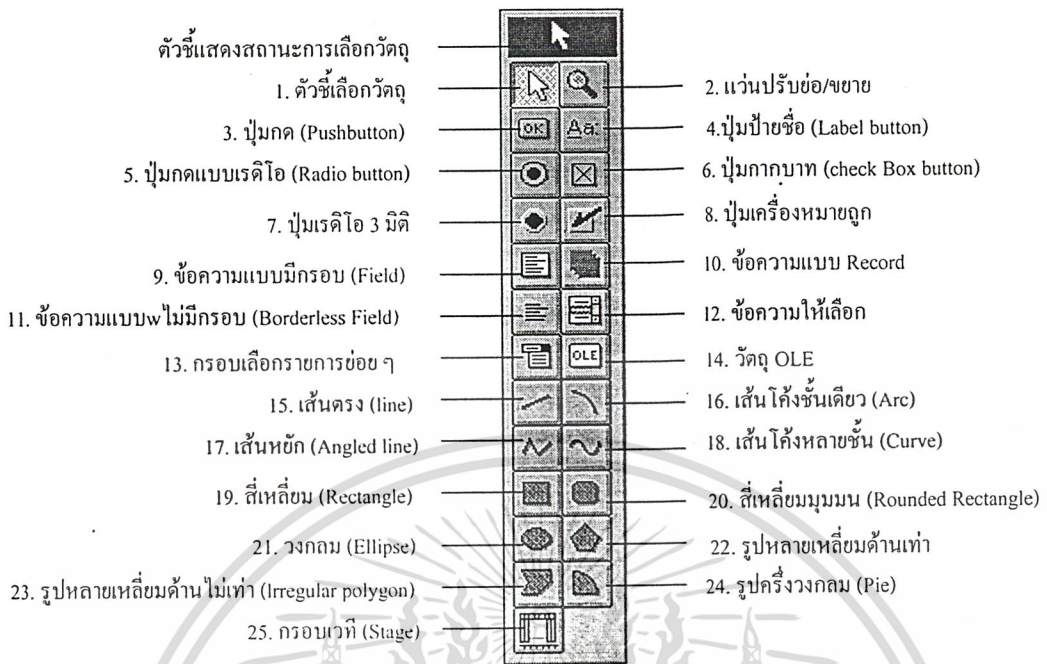 ตัวชี้แสดงสถานะการเลือกวัตถุ
1. ตัวชี้เลือกวัตถุ
2. แว่นปรับย่อ/ขยาย
3. ปุ่มกด (Pushbutton)
OK
Aa:
4.ปุ่มป้ายชื่อ (Label button)
5. ปุ่มกดแบบเรดิโอ (Radio button)
6. ปุ่มกากบาท (check Box button)
7. ปุ่มเรดิโอ 3 มิติ
8. ปุ่มเครื่องหมายถูก
9. ข้อความแบบมีกรอบ (Field)
10. ข้อความแบบ Record
11. ข้อความแบบwไม่มีกรอบ (Borderless Field)
12. ข้อความให้เลือก
13. กรอบเลือกรายการย่อย ๆ
OLE
14. วัตถุ OLE
15. เส้นตรง (line)
16. เส้นโค้งชั้นเดียว (Arc)
17. เส้นหยัก (Angled line)
18. เส้นโค้งหลายชั้น (Curve)
19. สี่เหลี่ยม (Rectangle)
20. สี่เหลี่ยมมุมมน (Rounded Rectangle)
21. วงกลม (Ellipse)
22. รูปหลายเหลี่ยมด้านเท่า
23. รูปหลายเหลี่ยมด้านไม่เท่า (Irregular polygon)
24. รูปครึ่งวงกลม (Pie)
25. กรอบเวที (Stage)